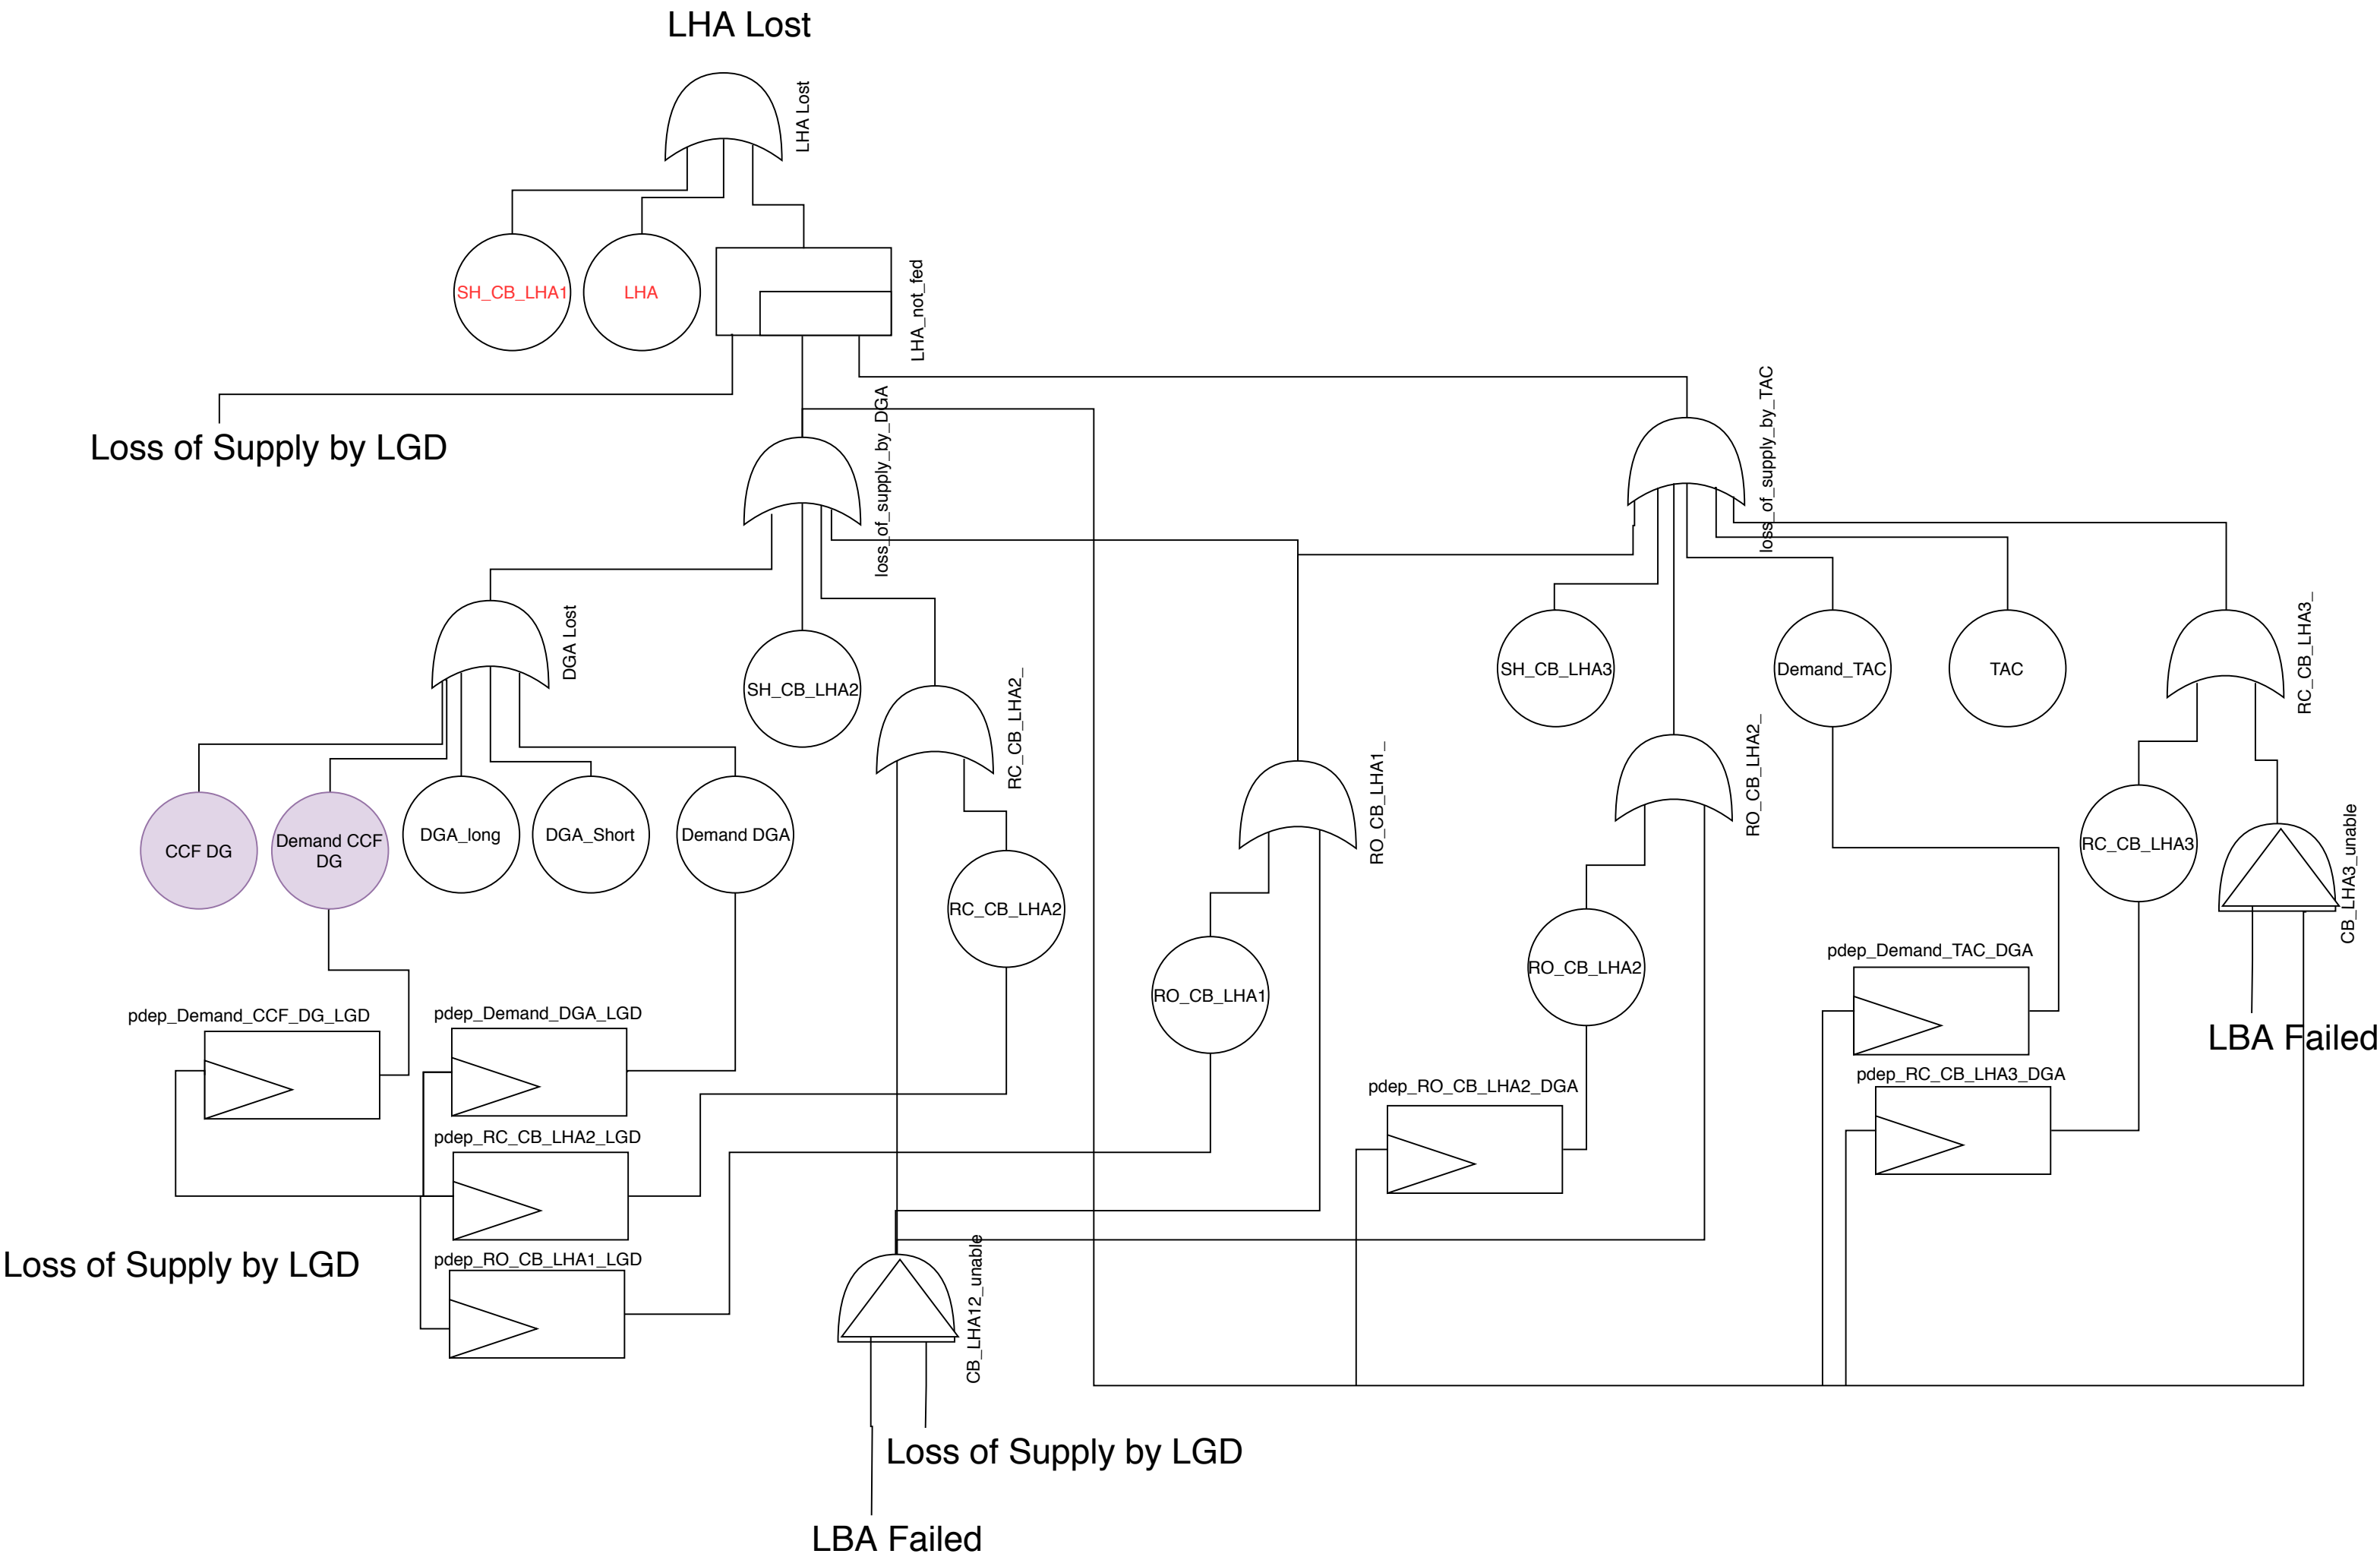 LHA Lost
LHA Lost
SH_CB_LHA1
LHA
LHA_not_fed
Loss of Supply by LGD
loss_of_supply_by_DGA
loss_of_supply_by_TAC
DGA Lost
SH_CB_LHA2
RC_CB_LHA2_
SH_CB_LHA3
Demand_TAC
TAC
RC_CB_LHA3_
RO_CB_LHA1_
RO_CB_LHA2_
CCF DG
Demand CCF
DG
DGA_long
DGA_Short
Demand DGA
RC_CB_LHA2
RC_CB_LHA3
CB_LHA3_unable
RO_CB_LHA1
RO_CB_LHA2
pdep_Demand_TAC_DGA
LBA Failed
pdep_Demand_CCF_DG_LGD
pdep_Demand_DGA_LGD
pdep_RC_CB_LHA3_DGA
pdep_RO_CB_LHA2_DGA
pdep_RC_CB_LHA2_LGD
Loss of Supply by LGD
pdep_RO_CB_LHA1_LGD
CB_LHA12_unable
Loss of Supply by LGD
LBA Failed